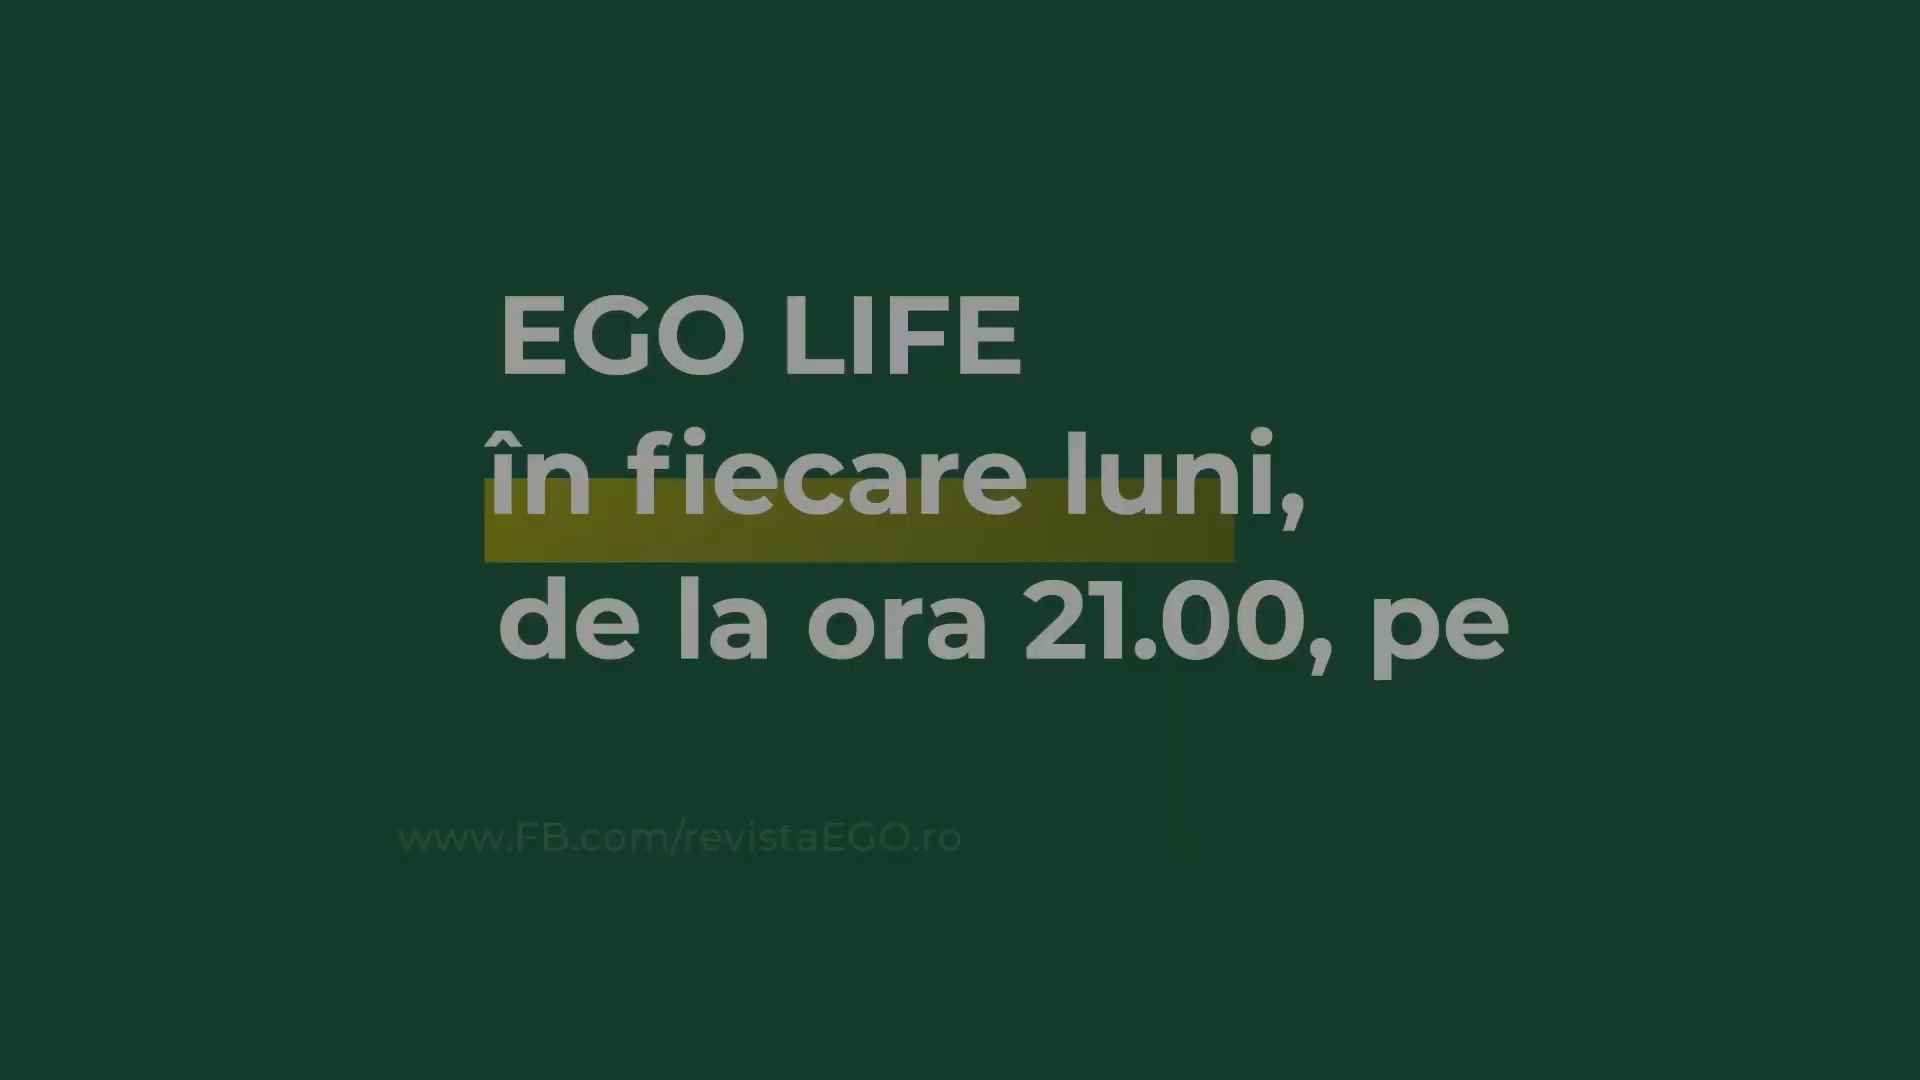 EGO LIFE
în fiecare luni,
de la ora 21.00, pe
www.FB.com/revistaEGO.ro